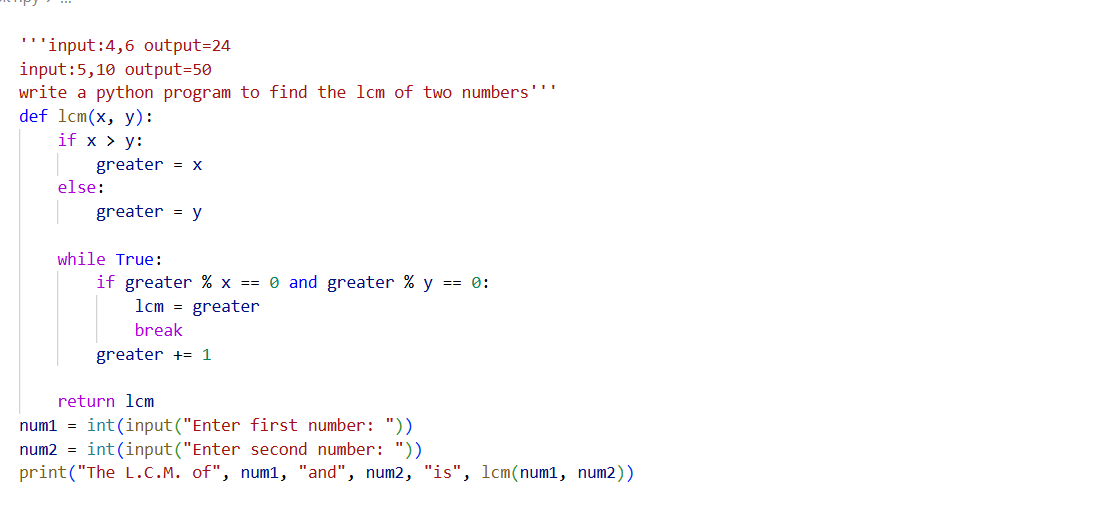 '''input:4,6 output=24
input:5,10 output=50
write a python program to find the lcm of two numbers'''
def lcm(x, y):
    if x > y:
        greater = x
    else:
        greater = y

    while True:
        if greater % x == 0 and greater % y == 0:
            lcm = greater
            break
        greater += 1

    return lcm
num1 = int(input("Enter first number: "))
num2 = int(input("Enter second number: "))
print("The L.C.M. of", num1, "and", num2, "is", lcm(num1, num2))